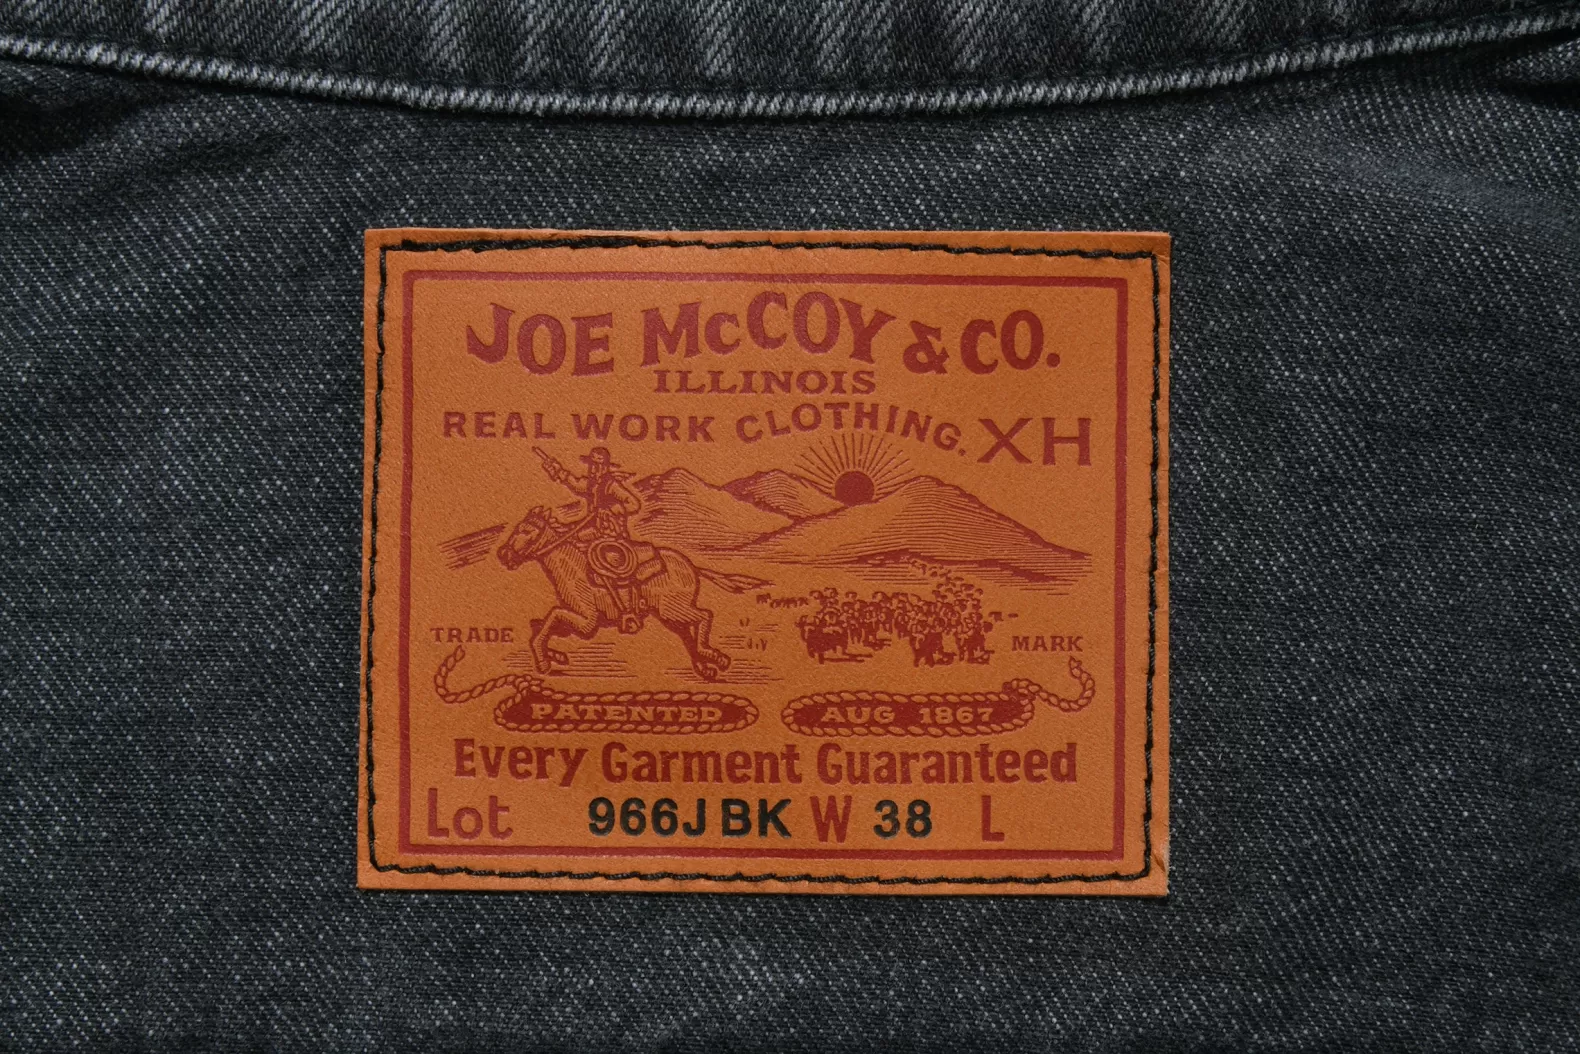 JOE McCOY & CO.
ILLINOIS
REAL WORK CLOTHING. XH
TRADE MARK
PATENTED AUG 1867
Every Garment Guaranteed
Lot 966J BK W 38 L